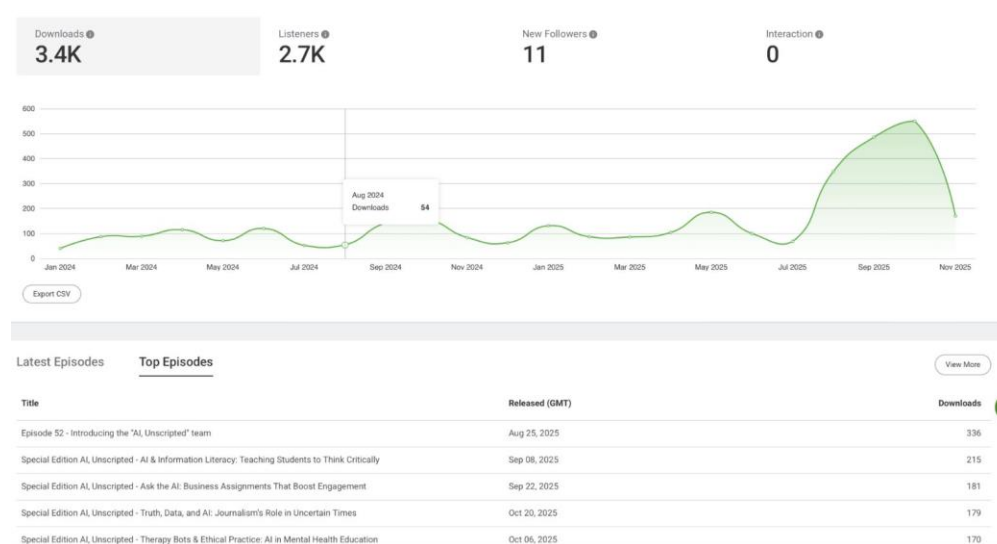 Downloads Listeners New Followers Interaction
3.4K 2.7K 11 0
600
500
400
300
200
100
0
Aug 2024
Downloads 54
Jan 2024 Mar 2024 May 2024 Jul 2024 Sep 2024 Nov 2024 Jan 2025 Mar 2025 May 2025 Jul 2025 Sep 2025 Nov 2025
Export CSV
Latest Episodes Top Episodes View More
Title Released (GMT) Downloads
Episode 52 - Introducing the "AI, Unscripted" team Aug 25, 2025 336
Special Edition AI, Unscripted - AI & Information Literacy: Teaching Students to Think Critically Sep 08, 2025 215
Special Edition AI, Unscripted - Ask the AI: Business Assignments That Boost Engagement Sep 22, 2025 181
Special Edition AI, Unscripted - Truth, Data, and AI: Journalism's Role in Uncertain Times Oct 20, 2025 179
Special Edition AI, Unscripted - Therapy Bots & Ethical Practice: AI in Mental Health Education Oct 06, 2025 170